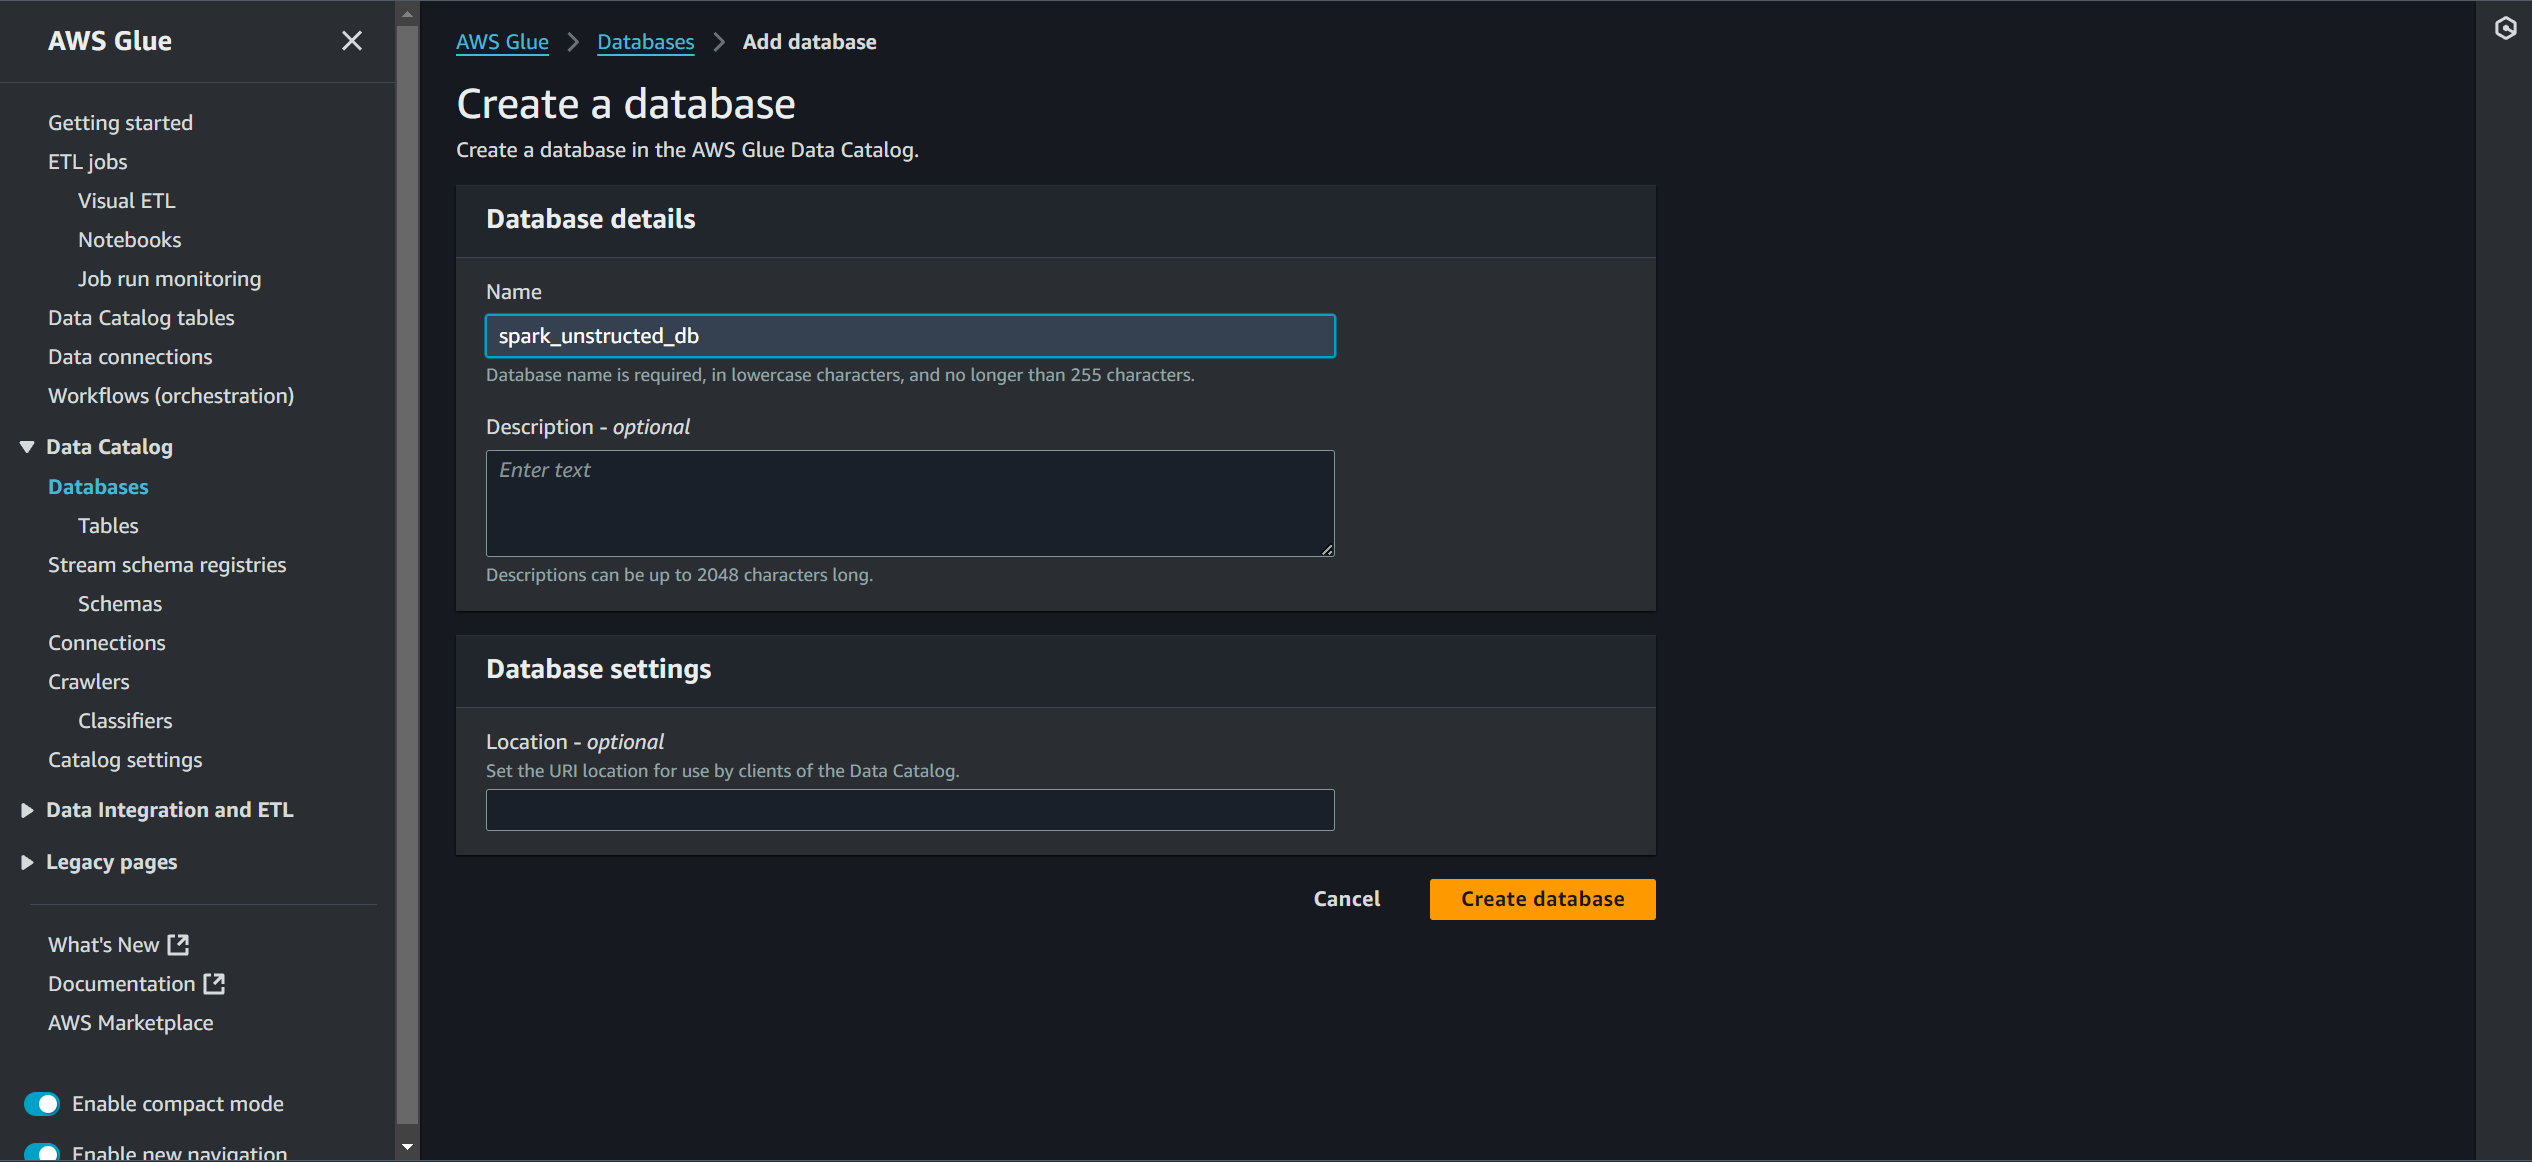 AWS Glue
Getting started
ETL jobs
Visual ETL
Notebooks
Job run monitoring
Data Catalog tables
Data connections
Workflows (orchestration)
Data Catalog
Databases
Tables
Stream schema registries
Schemas
Connections
Crawlers
Classifiers
Catalog settings
Data Integration and ETL
Legacy pages
What's New
Documentation
AWS Marketplace
Enable compact mode
Enable new navigation
AWS Glue > Databases > Add database
Create a database
Create a database in the AWS Glue Data Catalog.
Database details
Name
spark_unstructed_db
Database name is required, in lowercase characters, and no longer than 255 characters.
Description - optional
Enter text
Descriptions can be up to 2048 characters long.
Database settings
Location - optional
Set the URI location for use by clients of the Data Catalog.
Cancel
Create database